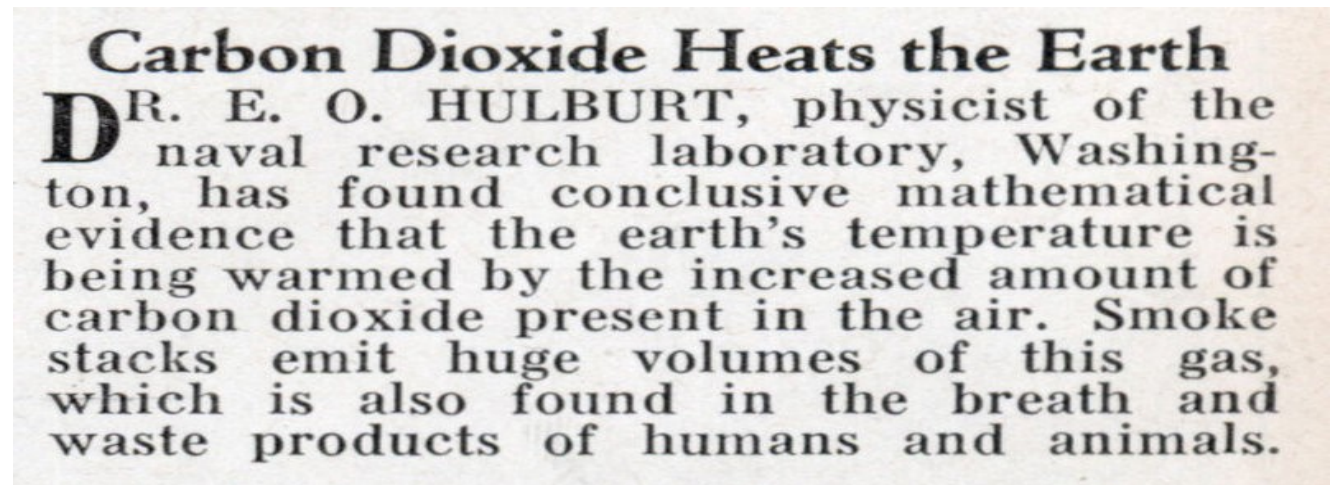 Carbon Dioxide Heats the Earth
DR. E. O. HULBURT, physicist of the
naval research laboratory, Washing-
ton, has found conclusive mathematical
evidence that the earth's temperature is
being warmed by the increased amount of
carbon dioxide present in the air. Smoke
stacks emit huge volumes of this gas,
which is also found in the breath and
waste products of humans and animals.